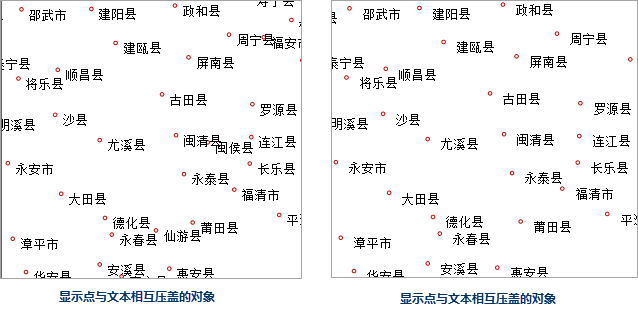 寿宁县
邵武市 建阳县 政和县
建瓯县 周宁县 福安市
泰宁县 顺昌县 屏南县
将乐县
古田县 罗源县
明溪县 沙县
尤溪县 闽清县 闽侯县 连江县
永安市 长乐县
永泰县
大田县 福清市
德化县 莆田县
漳平市 永春县 仙游县
安溪县 惠安县
华安县
显示点与文本相互压盖的对象
邵武市 建阳县 政和县
建瓯县 周宁县
泰宁县 顺昌县 屏南县
将乐县
古田县 罗源县
明溪县 沙县
尤溪县 闽清县 连江县
永安市 长乐县
永泰县
大田县 福清市
德化县 莆田县
漳平市 永春县
安溪县 惠安县
华安县
显示点与文本相互压盖的对象